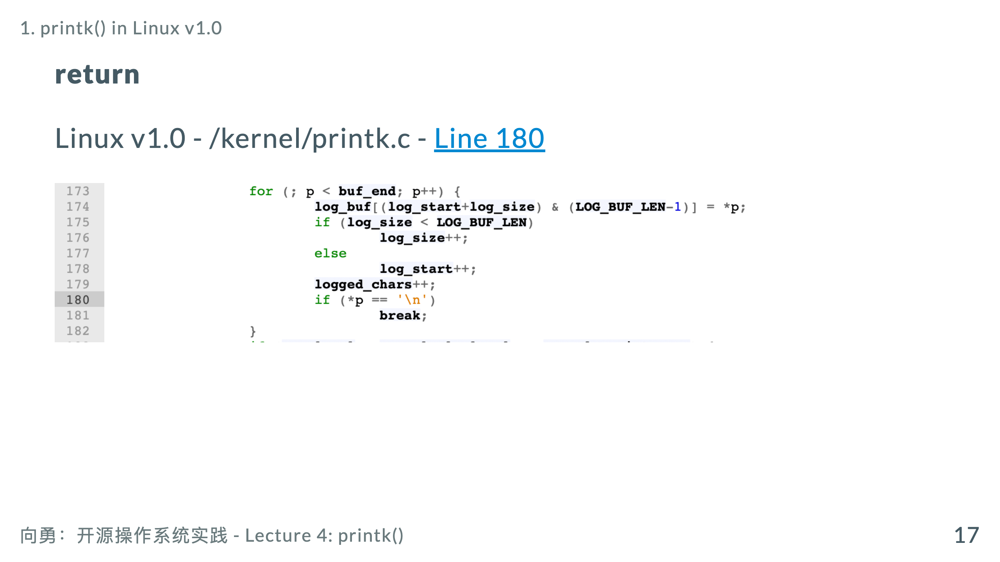 1. printk() in Linux v1.0
return
Linux v1.0 - /kernel/printk.c - Line 180
173 for (; p < buf_end; p++) {
174 log_buf[(log_start+log_size) & (LOG_BUF_LEN-1)] = *p;
175 if (log_size < LOG_BUF_LEN)
176 log_size++;
177 else
178 log_start++;
179 logged_chars++;
180 if (*p == '\n')
181 break;
182 }
向勇：开源操作系统实践 - Lecture 4: printk()
17